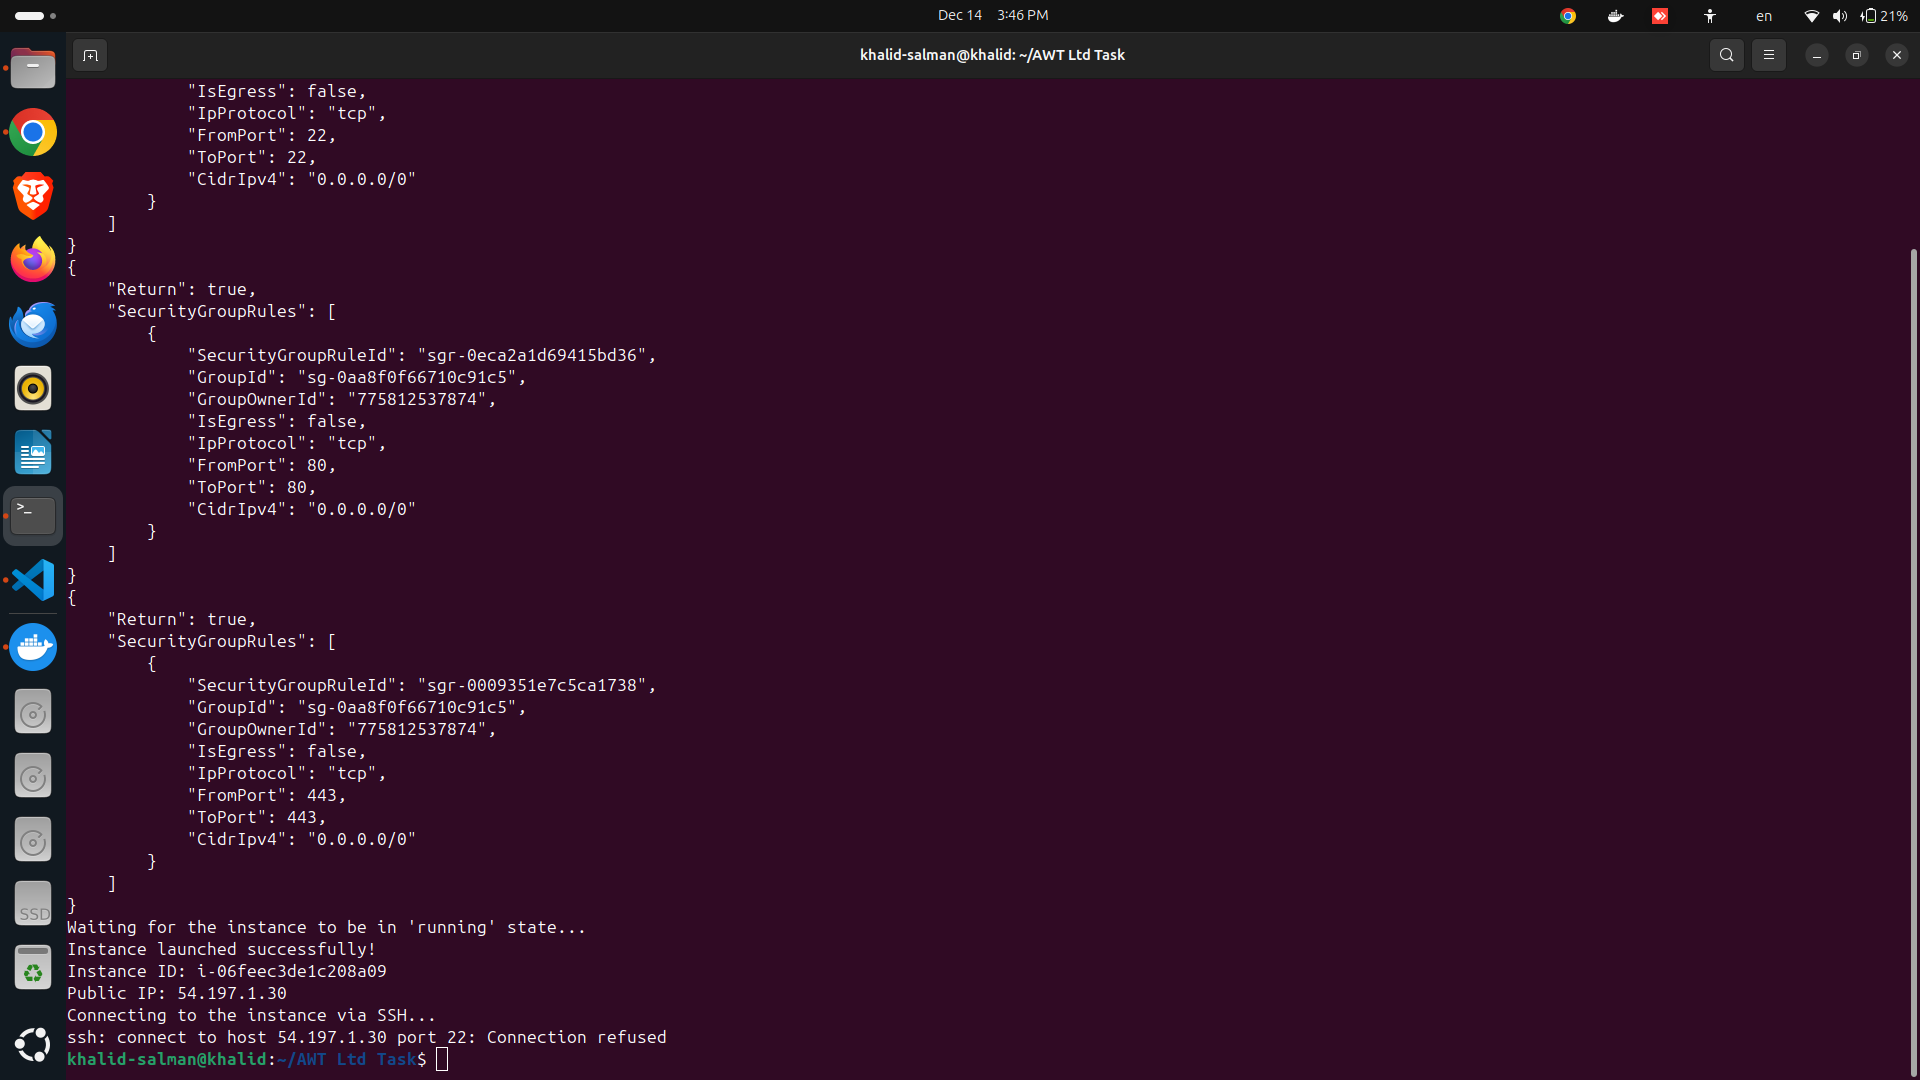 Dec 14 3:46 PM
en
21%
khalid-salman@khalid: ~/AWT Ltd Task
            "IsEgress": false,
            "IpProtocol": "tcp",
            "FromPort": 22,
            "ToPort": 22,
            "CidrIpv4": "0.0.0.0/0"
        }
    ]
}
{
    "Return": true,
    "SecurityGroupRules": [
        {
            "SecurityGroupRuleId": "sgr-0eca2a1d69415bd36",
            "GroupId": "sg-0aa8f0f66710c91c5",
            "GroupOwnerId": "775812537874",
            "IsEgress": false,
            "IpProtocol": "tcp",
            "FromPort": 80,
            "ToPort": 80,
            "CidrIpv4": "0.0.0.0/0"
        }
    ]
}
{
    "Return": true,
    "SecurityGroupRules": [
        {
            "SecurityGroupRuleId": "sgr-0009351e7c5ca1738",
            "GroupId": "sg-0aa8f0f66710c91c5",
            "GroupOwnerId": "775812537874",
            "IsEgress": false,
            "IpProtocol": "tcp",
            "FromPort": 443,
            "ToPort": 443,
            "CidrIpv4": "0.0.0.0/0"
        }
    ]
}
Waiting for the instance to be in 'running' state...
Instance launched successfully!
Instance ID: i-06feec3de1c208a09
Public IP: 54.197.1.30
Connecting to the instance via SSH...
ssh: connect to host 54.197.1.30 port 22: Connection refused
khalid-salman@khalid:~/AWT Ltd Task$
>_
SSD